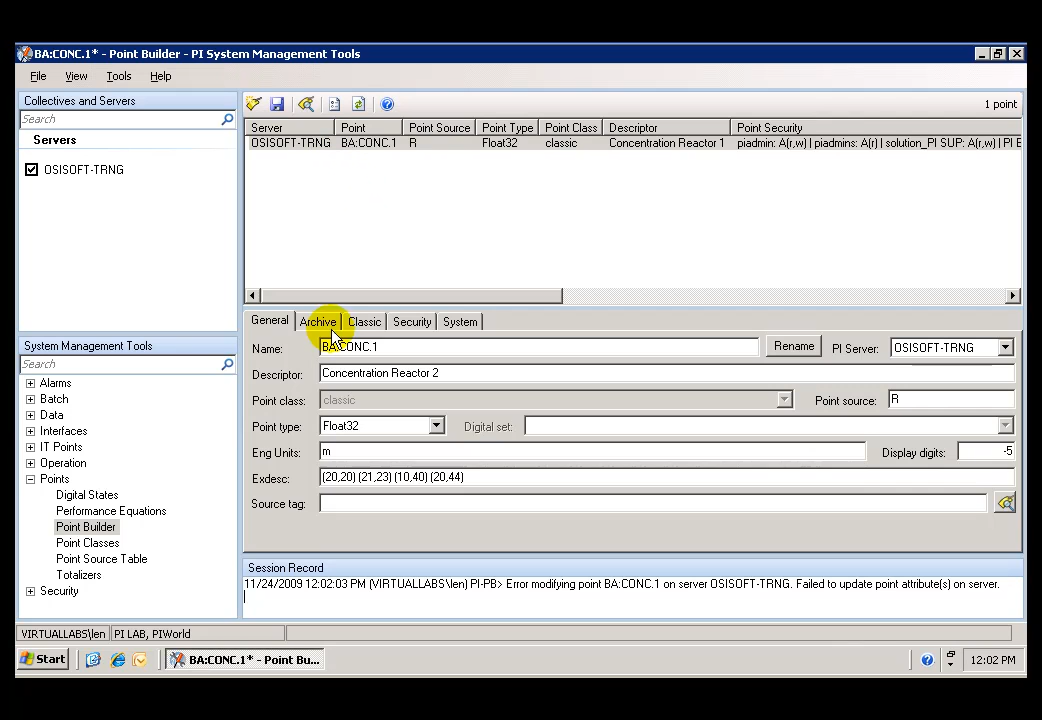 BA:CONC.1* - Point Builder - PI System Management Tools
File View Tools Help
Collectives and Servers
Search
Servers
OSISOFT-TRNG
1 point
Server Point Point Source Point Type Point Class Descriptor Point Security
OSISOFT-TRNG BA:CONC.1 R Float32 classic Concentration Reactor 1 piadmin: A(r,w) | piadmins: A(r) | solution_PI SUP: A(r,w) | PI E
System Management Tools
Search
Alarms
Batch
Data
Interfaces
IT Points
Operation
Points
Digital States
Performance Equations
Point Builder
Point Classes
Point Source Table
Totalizers
Security
General Archive Classic Security System
Name: BA:CONC.1 Rename PI Server: OSISOFT-TRNG
Descriptor: Concentration Reactor 2
Point class: classic Point source: R
Point type: Float32 Digital set:
Eng Units: m Display digits: -5
Exdesc: (20,20) (21,23) (10,40) (20,44)
Source tag:
Session Record
11/24/2009 12:02:03 PM (VIRTUALLABS\len) PI-PB> Error modifying point BA:CONC.1 on server OSISOFT-TRNG. Failed to update point attribute(s) on server.
VIRTUALLABS\len PI LAB, PIWorld
Start BA:CONC.1* - Point Bu... 12:02 PM